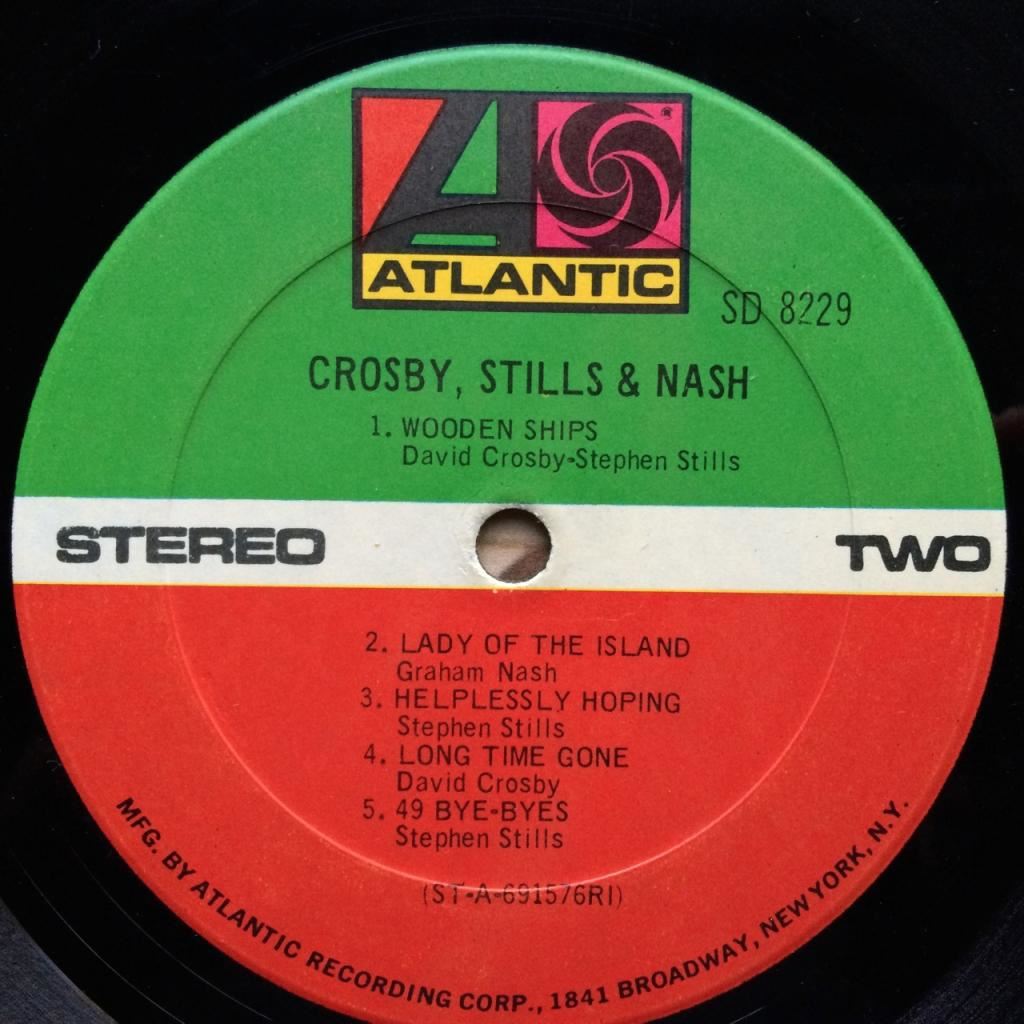 ATLANTIC
SD 8229
CROSBY, STILLS & NASH
1. WOODEN SHIPS
David Crosby-Stephen Stills
STEREO
TWO
2. LADY OF THE ISLAND
Graham Nash
3. HELPLESSLY HOPING
Stephen Stills
4. LONG TIME GONE
David Crosby
5. 49 BYE-BYES
Stephen Stills
(ST-A-691576RI)
MFG. BY ATLANTIC RECORDING CORP., 1841 BROADWAY, NEW YORK, N.Y.